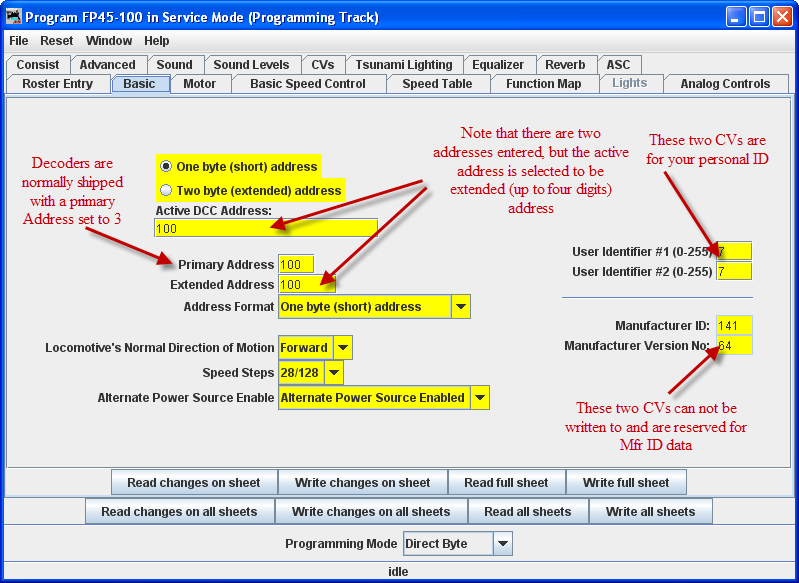 Program FP45-100 in Service Mode (Programming Track)
File Reset Window Help
Consist Advanced Sound Sound Levels CVs Tsunami Lighting Equalizer Reverb ASC
Roster Entry Basic Motor Basic Speed Control Speed Table Function Map Lights Analog Controls
Decoders are
normally shipped
with a primary
Address set to 3
One byte (short) address
Two byte (extended) address
Active DCC Address:
100
Note that there are two
addresses entered, but the active
address is selected to be
extended (up to four digits)
address
These two CVs are
for your personal ID
Primary Address 100
Extended Address 100
Address Format One byte (short) address
User Identifier #1 (0-255) 7
User Identifier #2 (0-255) 7
Locomotive's Normal Direction of Motion Forward
Speed Steps 28/128
Alternate Power Source Enable Alternate Power Source Enabled
Manufacturer ID: 141
Manufacturer Version No: 64
These two CVs can not be
written to and are reserved for
Mfr ID data
Read changes on sheet Write changes on sheet Read full sheet Write full sheet
Read changes on all sheets Write changes on all sheets Read all sheets Write all sheets
Programming Mode Direct Byte
idle